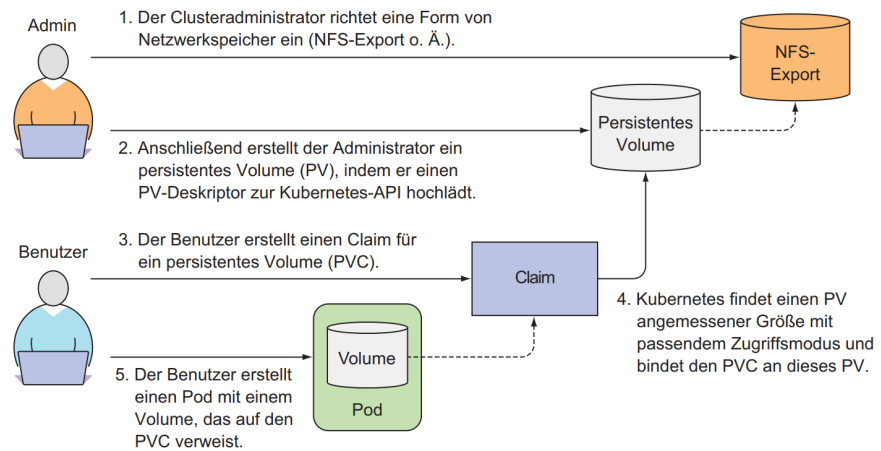 Admin
1. Der Clusteradministrator richtet eine Form von
Netzwerkspeicher ein (NFS-Export o. Ä.).
NFS-
Export
Persistentes
Volume
2. Anschließend erstellt der Administrator ein
persistentes Volume (PV), indem er einen
PV-Deskriptor zur Kubernetes-API hochlädt.
Benutzer
3. Der Benutzer erstellt einen Claim für
ein persistentes Volume (PVC).
Claim
4. Kubernetes findet einen PV
angemessener Größe mit
passendem Zugriffsmodus und
bindet den PVC an dieses PV.
Volume
Pod
5. Der Benutzer erstellt
einen Pod mit einem
Volume, das auf den
PVC verweist.